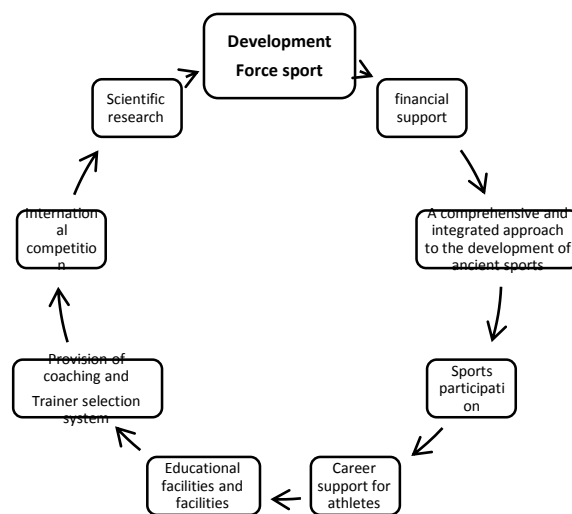 Development
Force sport
financial
support
A comprehensive and
integrated approach
to the development of
ancient sports
Sports
participati
on
Career
support for
athletes
Educational
facilities and
facilities
Provision of
coaching and
Trainer selection
system
Internation
al
competitio
n
Scientific
research